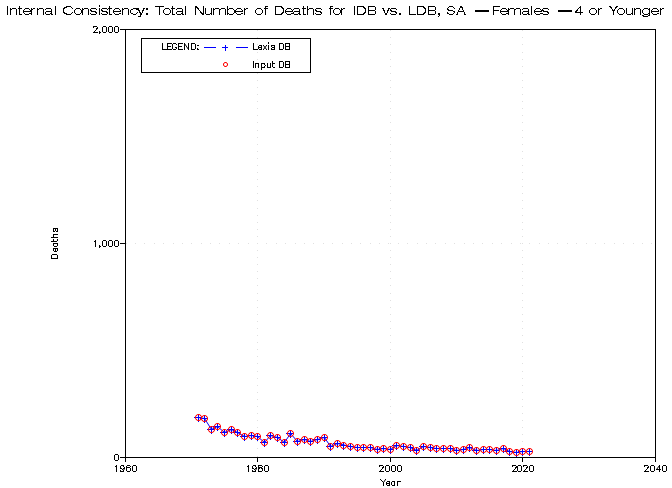 Internal Consistency: Total Number of Deaths for IDB vs. LDB, SA —Females —4 or Younger
2,000
LEGEND: Lexis DB
Input DB
1,000
Deaths
0
1960 1980 2000 2020 2040
Year